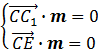 {CC₁⃗ · m = 0
CE⃗ · m = 0